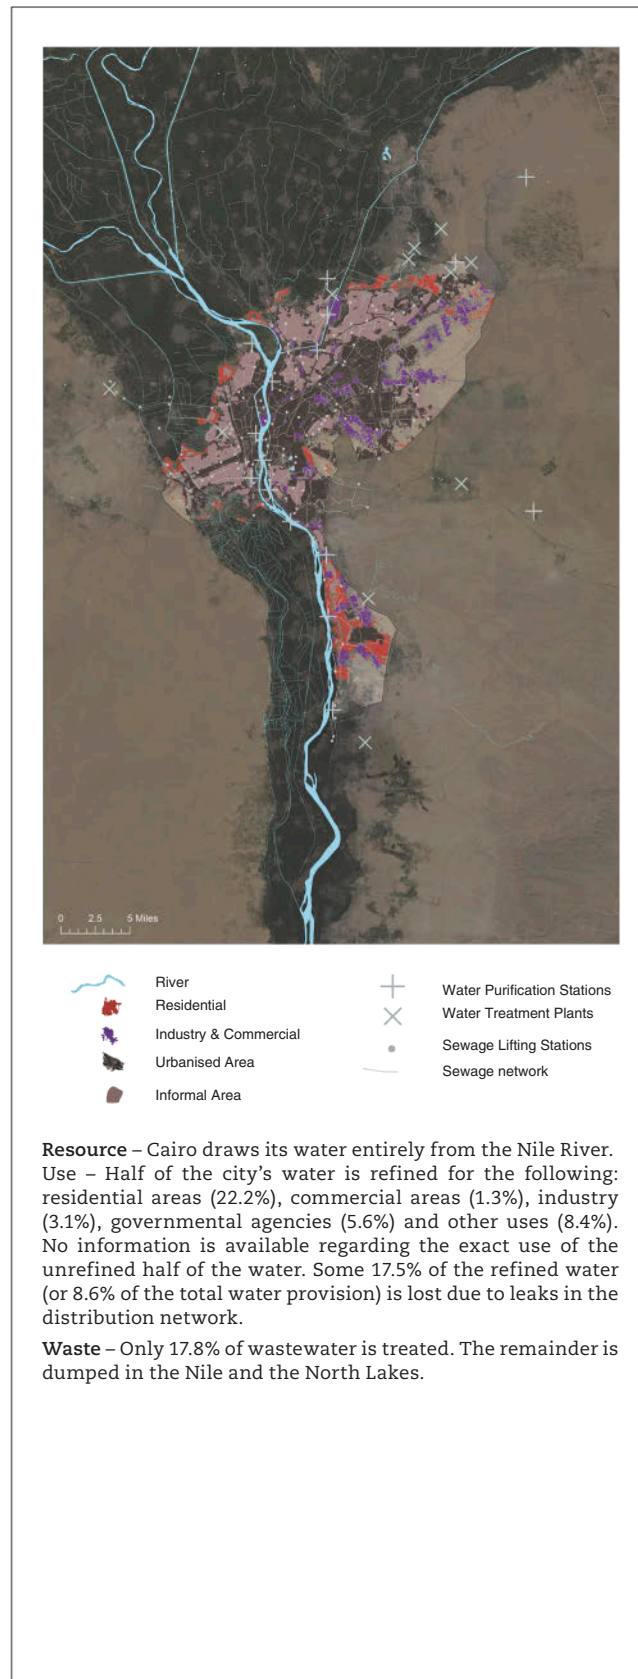 0 2.5 5 Miles
River
Residential
Industry & Commercial
Urbanised Area
Informal Area
Water Purification Stations
Water Treatment Plants
Sewage Lifting Stations
Sewage network
Resource – Cairo draws its water entirely from the Nile River.
Use – Half of the city's water is refined for the following:
residential areas (22.2%), commercial areas (1.3%), industry
(3.1%), governmental agencies (5.6%) and other uses (8.4%).
No information is available regarding the exact use of the
unrefined half of the water. Some 17.5% of the refined water
(or 8.6% of the total water provision) is lost due to leaks in the
distribution network.
Waste – Only 17.8% of wastewater is treated. The remainder is
dumped in the Nile and the North Lakes.